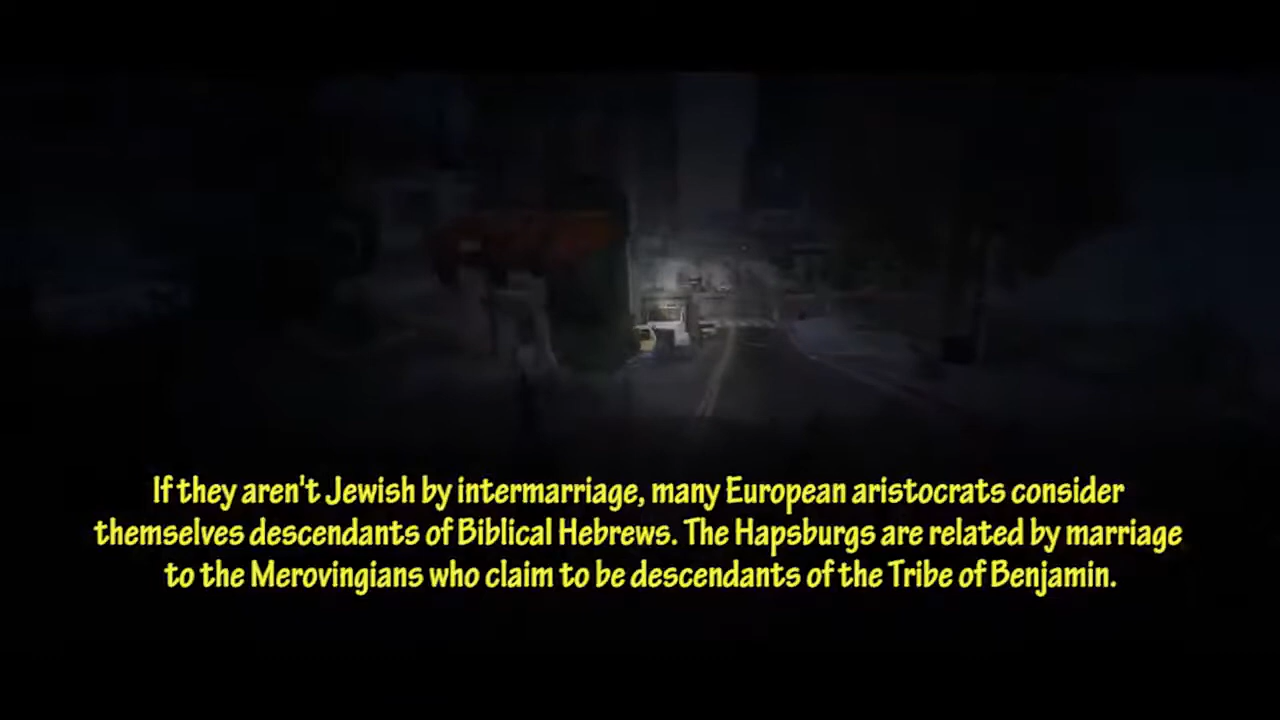 If they aren't Jewish by intermarriage, many European aristocrats consider
themselves descendants of Biblical Hebrews. The Hapsburgs are related by marriage
to the Merovingians who claim to be descendants of the Tribe of Benjamin.